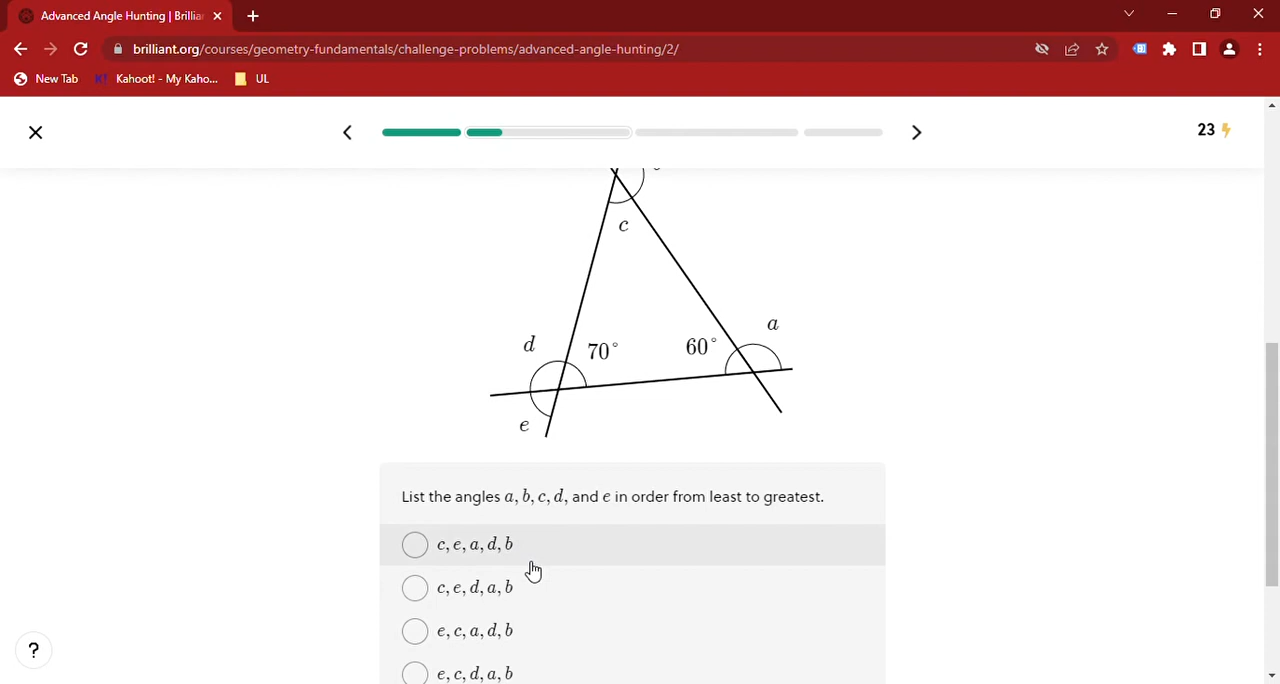 Advanced Angle Hunting | Brillia
brilliant.org/courses/geometry-fundamentals/challenge-problems/advanced-angle-hunting/2/
New Tab
K! Kahoot! - My Kaho...
UL
23
c
a
d
70°
60°
e
List the angles a, b, c, d, and e in order from least to greatest.
c, e, a, d, b
c, e, d, a, b
e, c, a, d, b
e, c, d, a, b
?